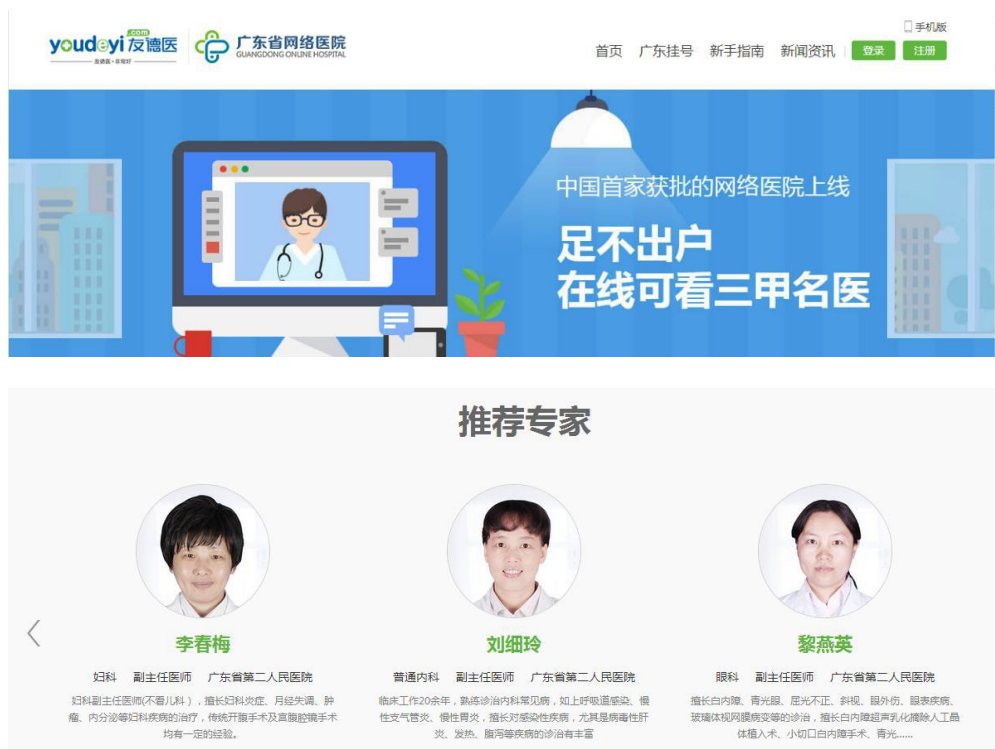 手机版
youdeyi.com友德医
友德医·非常好
广东省网络医院
GUANGDONG ONLINE HOSPITAL
首页 广东挂号 新手指南 新闻资讯 登录 注册
中国首家获批的网络医院上线
足不出户
在线可看三甲名医
推荐专家
李春梅
妇科 副主任医师 广东省第二人民医院
妇科副主任医师(不看儿科)，擅长妇科炎症、月经失调、肿
瘤、内分泌等妇科疾病的治疗，传统开腹手术及宫腹腔镜手术
均有一定的经验。
刘细玲
普通内科 副主任医师 广东省第二人民医院
临床工作20余年，熟练诊治内科常见病，如上呼吸道感染、慢
性支气管炎、慢性胃炎，擅长对感染性疾病，尤其是病毒性肝
炎、发热、腹泻等疾病的诊治有丰富
黎燕英
眼科 副主任医师 广东省第二人民医院
擅长白内障、青光眼、屈光不正、斜视、眼外伤、眼表疾病、
玻璃体视网膜病变等的诊治，擅长白内障超声乳化摘除人工晶
体植入术、小切口白内障手术、青光......